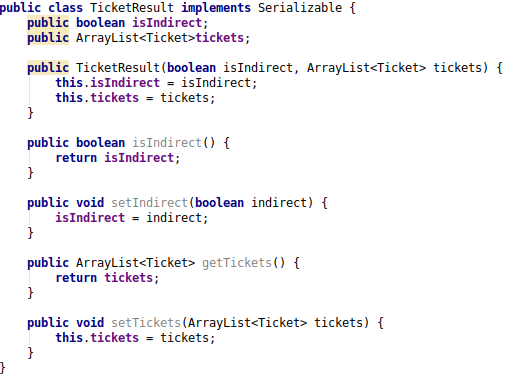 public class TicketResult implements Serializable {
    public boolean isIndirect;
    public ArrayList<Ticket>tickets;

    public TicketResult(boolean isIndirect, ArrayList<Ticket> tickets) {
        this.isIndirect = isIndirect;
        this.tickets = tickets;
    }

    public boolean isIndirect() {
        return isIndirect;
    }

    public void setIndirect(boolean indirect) {
        isIndirect = indirect;
    }

    public ArrayList<Ticket> getTickets() {
        return tickets;
    }

    public void setTickets(ArrayList<Ticket> tickets) {
        this.tickets = tickets;
    }
}